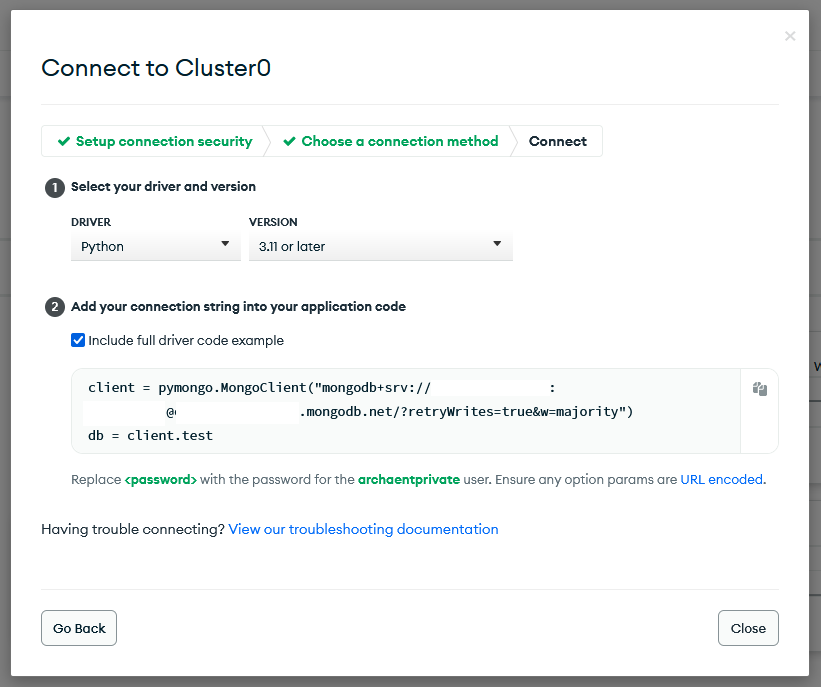 Connect to Cluster0
Setup connection security
Choose a connection method
Connect
1 Select your driver and version
DRIVER
VERSION
Python
3.11 or later
2 Add your connection string into your application code
Include full driver code example
client = pymongo.MongoClient("mongodb+srv:// :
@ .mongodb.net/?retryWrites=true&w=majority")
db = client.test
Replace <password> with the password for the archaentprivate user. Ensure any option params are URL encoded.
Having trouble connecting? View our troubleshooting documentation
Go Back
Close